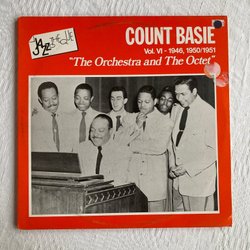 JAZZ
COUNT BASIE
Vol. VI - 1946, 1950/1951
"The Orchestra and The Octet"